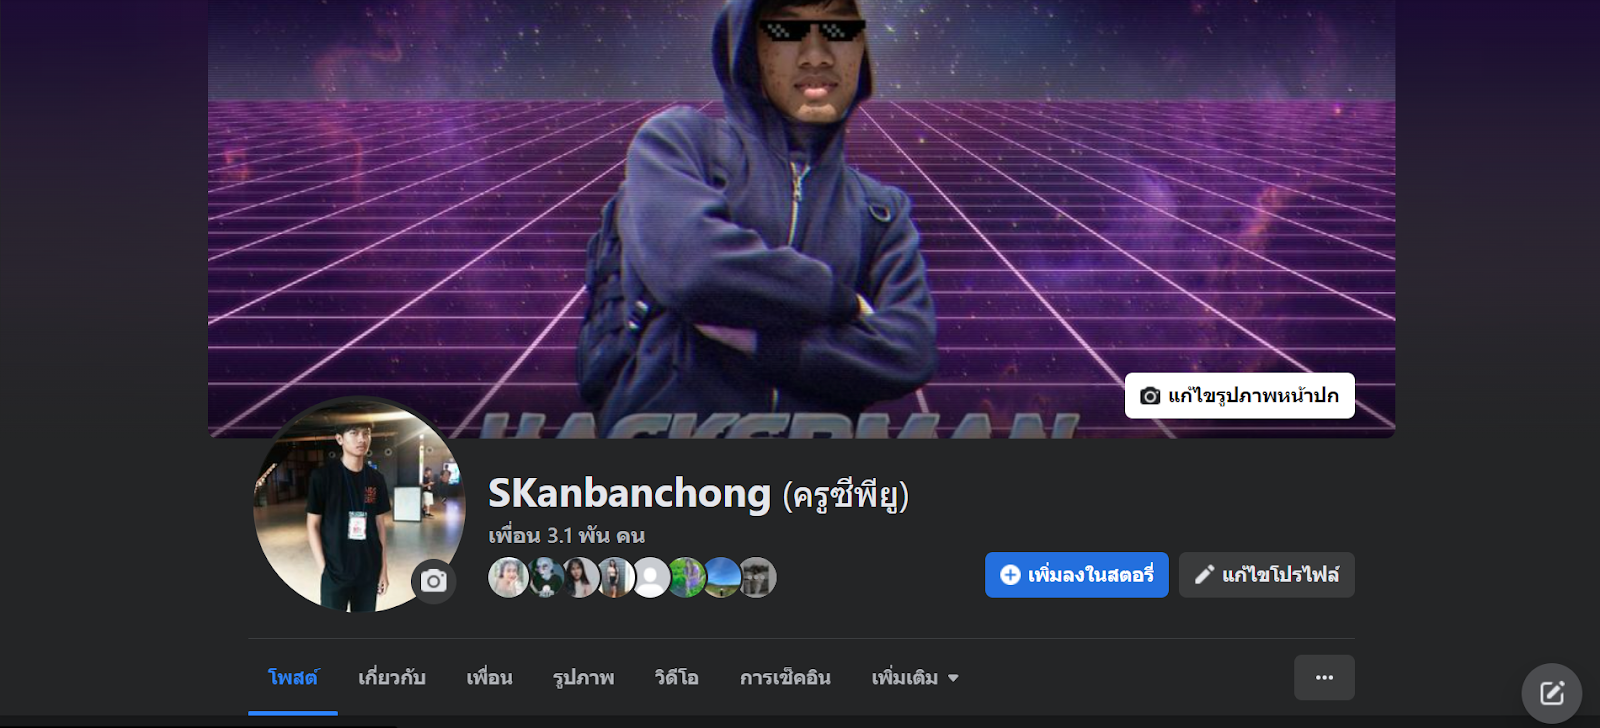 แก้ไขรูปภาพหน้าปก
HACKERMAN
SKanbanchong (ครูซีพียู)
เพื่อน 3.1 พัน คน
เพิ่มลงในสตอรี่
แก้ไขโปรไฟล์
โพสต์ เกี่ยวกับ เพื่อน รูปภาพ วิดีโอ การเช็คอิน เพิ่มเติม